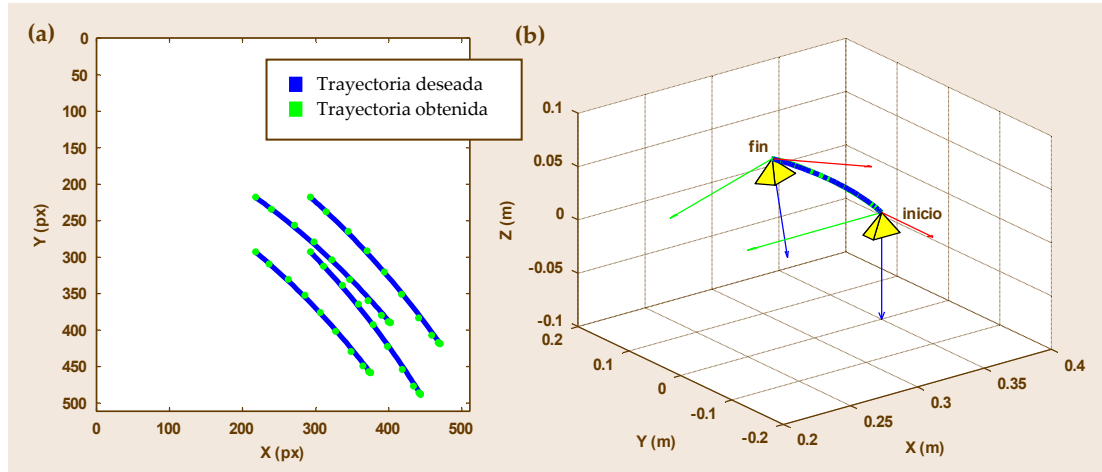 (a)
0
50
100
150
200
250
300
350
400
450
500
Y (px)
0 100 200 300 400 500
X (px)
Trayectoria deseada
Trayectoria obtenida
(b)
0.1
0.05
0
-0.05
-0.1
Z (m)
fin
inicio
0.2
0.1
0
-0.1
-0.2
Y (m)
0.2
0.25
0.3
0.35
0.4
X (m)